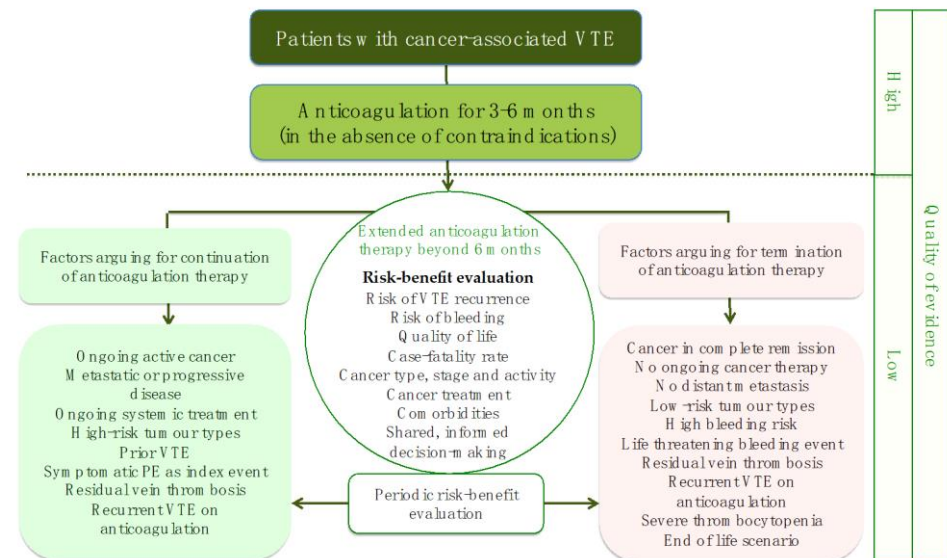 Patients with cancer-associated VTE
Anticoagulation for 3-6 months
(in the absence of contraindications)
High
Quality of evidence
Low
Extended anticoagulation
therapy beyond 6 months
Risk-benefit evaluation
Risk of VTE recurrence
Risk of bleeding
Quality of life
Case-fatality rate
Cancer type, stage and activity
Cancer treatment
Comorbidities
Shared, informed
decision-making
Factors arguing for continuation
of anticoagulation therapy
Ongoing active cancer
Metastatic or progressive
disease
Ongoing systemic treatment
High-risk tumour types
Prior VTE
Symptomatic PE as index event
Residual vein thrombosis
Recurrent VTE on
anticoagulation
Factors arguing for termination
of anticoagulation therapy
Cancer in complete remission
No ongoing cancer therapy
No distant metastasis
Low-risk tumour types
High bleeding risk
Life threatening bleeding event
Residual vein thrombosis
Recurrent VTE on
anticoagulation
Severe thrombocytopenia
End of life scenario
Periodic risk-benefit
evaluation